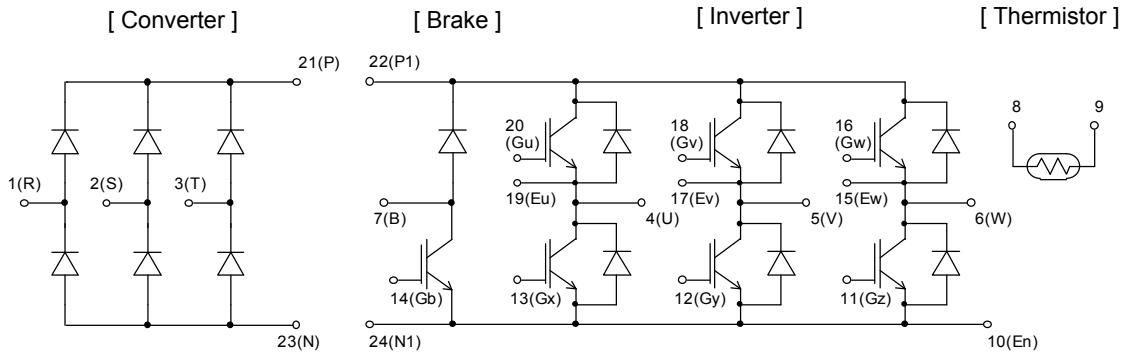 [ Converter ]
[ Brake ]
[ Inverter ]
[ Thermistor ]
21(P)
22(P1)
20
(Gu)
18
(Gv)
16
(Gw)
8
9
1(R)
2(S)
3(T)
7(B)
19(Eu)
4(U)
17(Ev)
5(V)
15(Ew)
6(W)
14(Gb)
13(Gx)
12(Gy)
11(Gz)
23(N)
24(N1)
10(En)